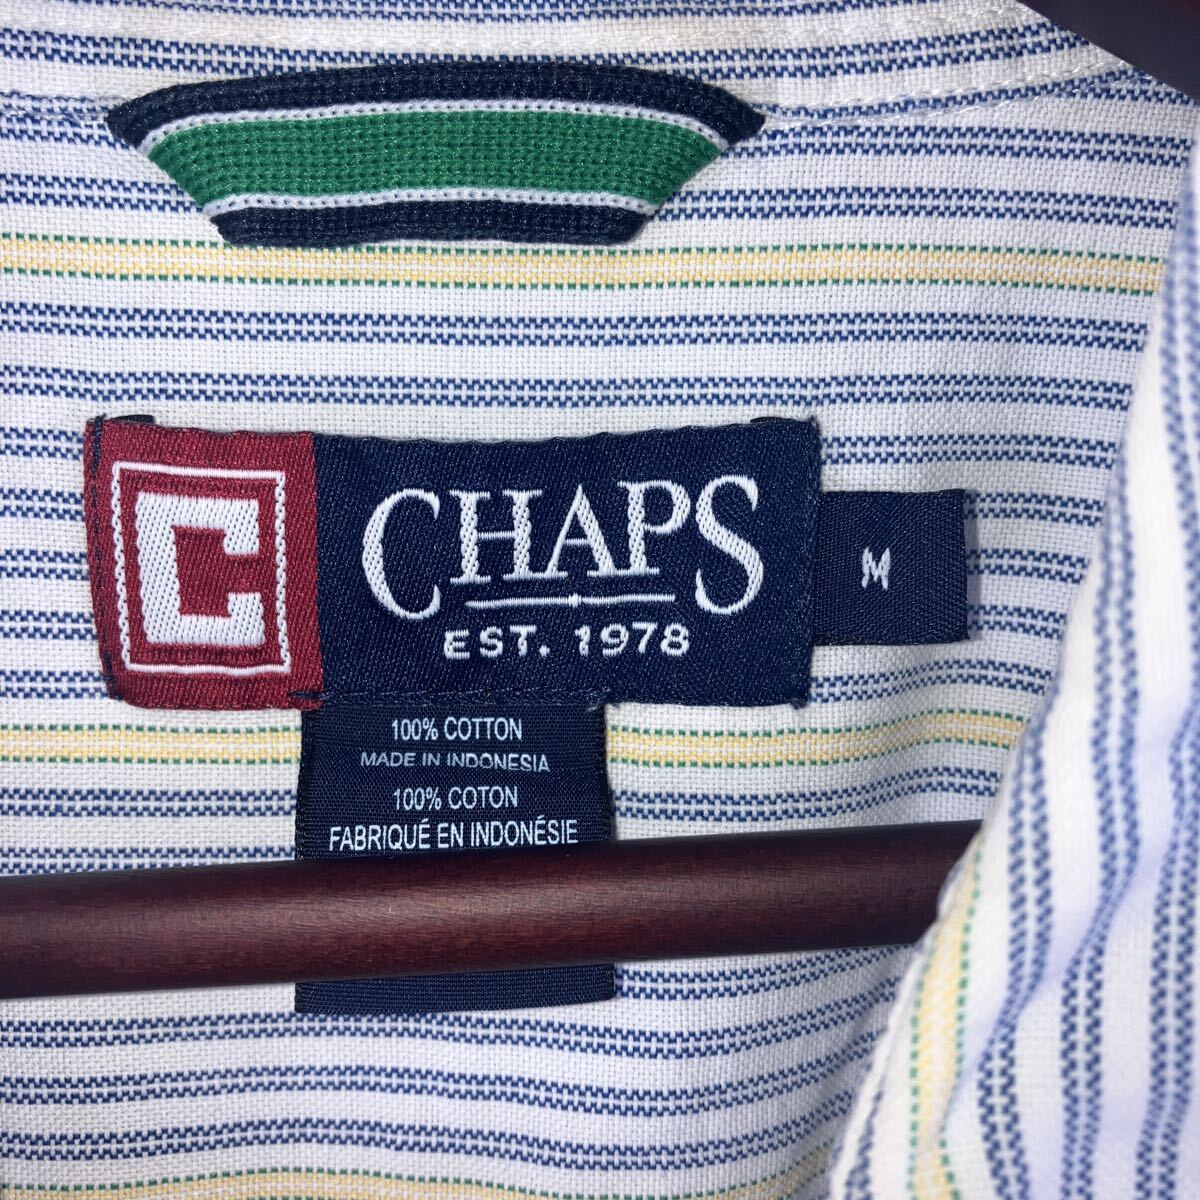 C CHAPS
EST. 1978
M
100% COTTON
MADE IN INDONESIA
100% COTON
FABRIQUÉ EN INDONÉSIE